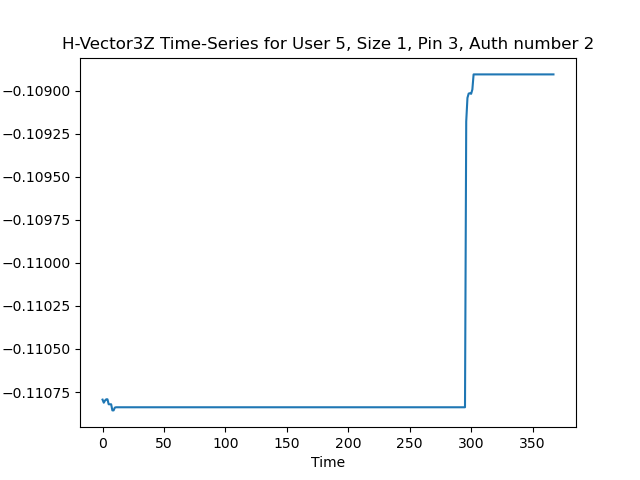 H-Vector3Z Time-Series for User 5, Size 1, Pin 3, Auth number 2
−0.10900
−0.10925
−0.10950
−0.10975
−0.11000
−0.11025
−0.11050
−0.11075
0 50 100 150 200 250 300 350
Time